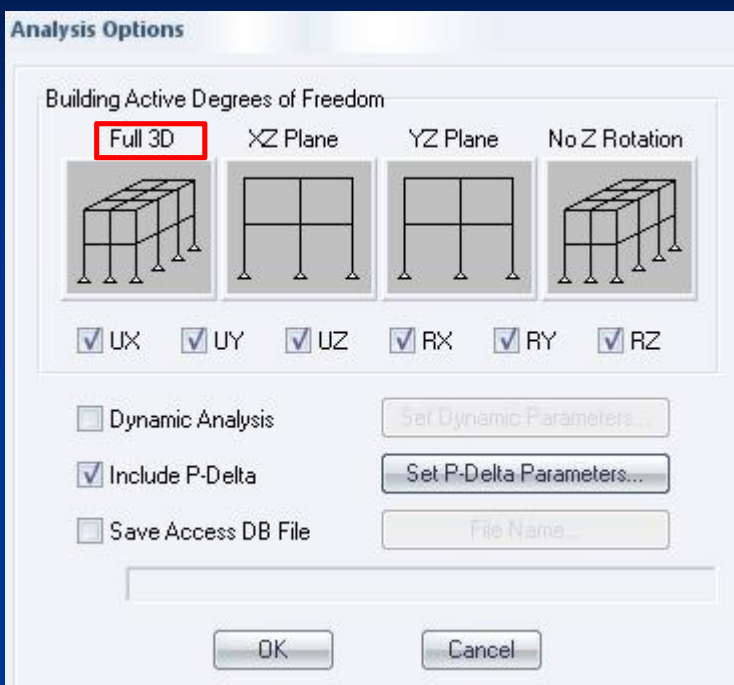 Analysis Options
Building Active Degrees of Freedom
Full 3D XZ Plane YZ Plane No Z Rotation
UX UY UZ RX RY RZ
Dynamic Analysis Set Dynamic Parameters...
Include P-Delta Set P-Delta Parameters...
Save Access DB File File Name...
OK Cancel